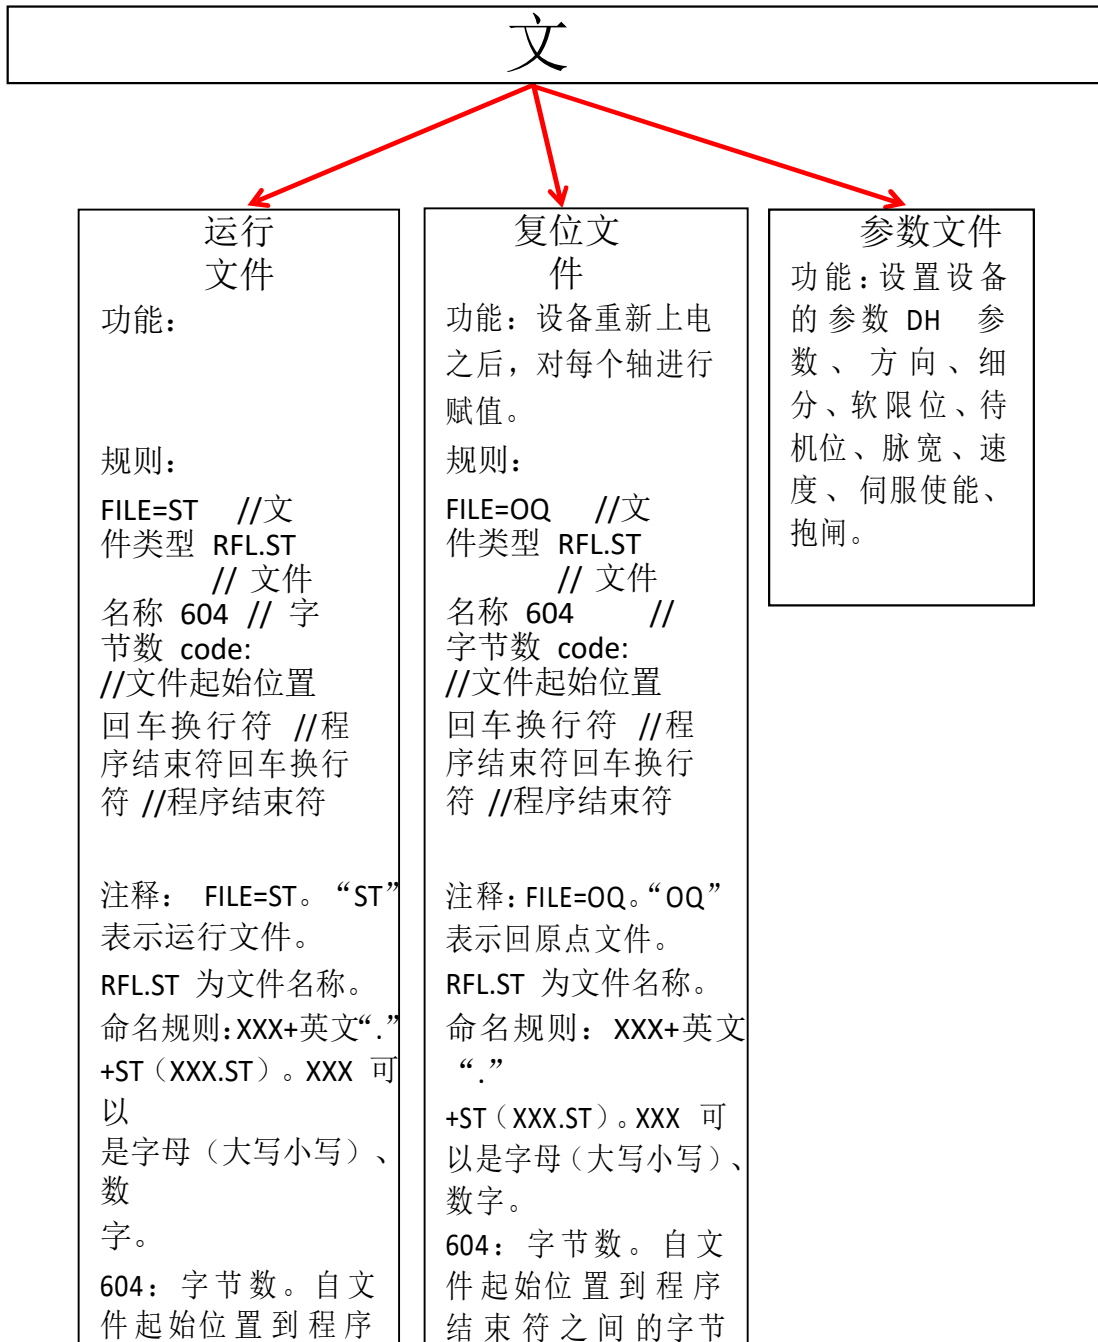 文
运行
文件
功能：
规则：
FILE=ST //文
件类型 RFL.ST
// 文件
名称 604 // 字
节数 code:
//文件起始位置
回车换行符 //程
序结束符回车换行
符 //程序结束符
注释： FILE=ST。“ST”
表示运行文件。
RFL.ST 为文件名称。
命名规则：XXX+英文“.”
+ST（XXX.ST）。XXX 可
以
是字母（大写小写）、
数
字。
604：字节数。自文
件起始位置到程序
复位文
件
功能：设备重新上电
之后，对每个轴进行
赋值。
规则：
FILE=OQ //文
件类型 RFL.ST
// 文件
名称 604 //
字节数 code:
//文件起始位置
回车换行符 //程
序结束符回车换行
符 //程序结束符
注释：FILE=OQ。“OQ”
表示回原点文件。
RFL.ST 为文件名称。
命名规则：XXX+英文
“.”
+ST（XXX.ST）。XXX 可
以是字母（大写小写）、
数字。
604：字节数。自文
件起始位置到程序
结束符之间的字节
参数文件
功能：设置设备
的参数 DH 参
数、方向、细
分、软限位、待
机位、脉宽、速
度、伺服使能、
抱闸。